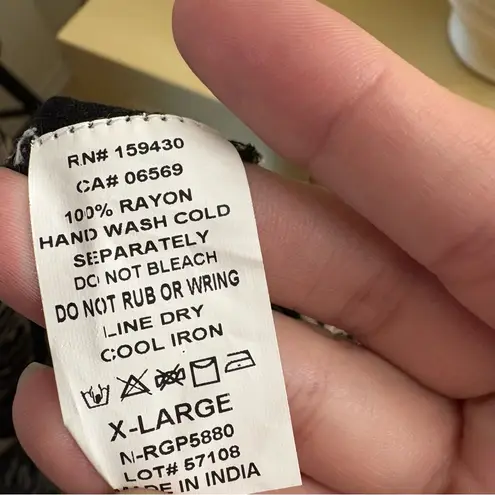 RN# 159430
CA# 06569
100% RAYON
HAND WASH COLD
SEPARATELY
DO NOT BLEACH
DO NOT RUB OR WRING
LINE DRY
COOL IRON
X-LARGE
N-RGP5880
LOT# 57108
MADE IN INDIA